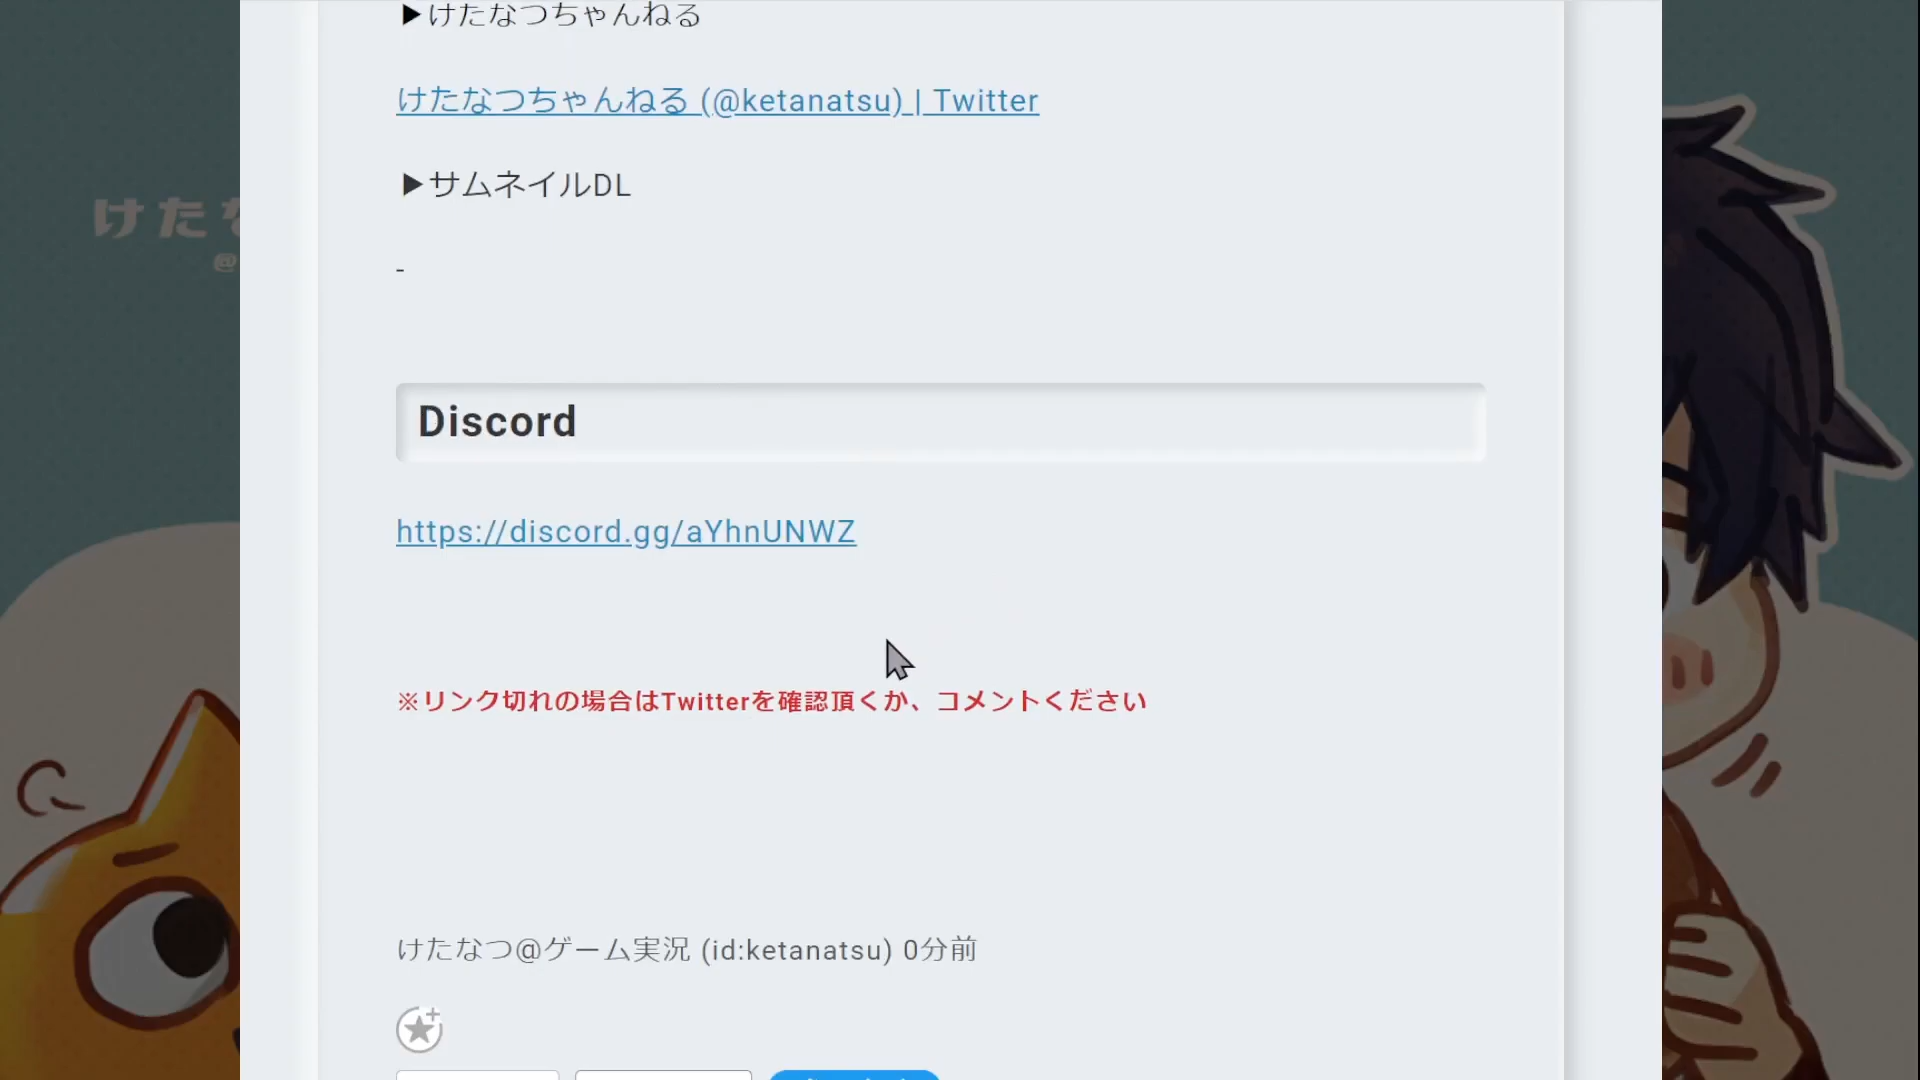 ▶けたなつちゃんねる
けたなつちゃんねる (@ketanatsu) | Twitter
▶サムネイルDL
けたな
@
-
Discord
https://discord.gg/aYhnUNWZ
※リンク切れの場合はTwitterを確認頂くか、コメントください
けたなつ@ゲーム実況 (id:ketanatsu) 0分前